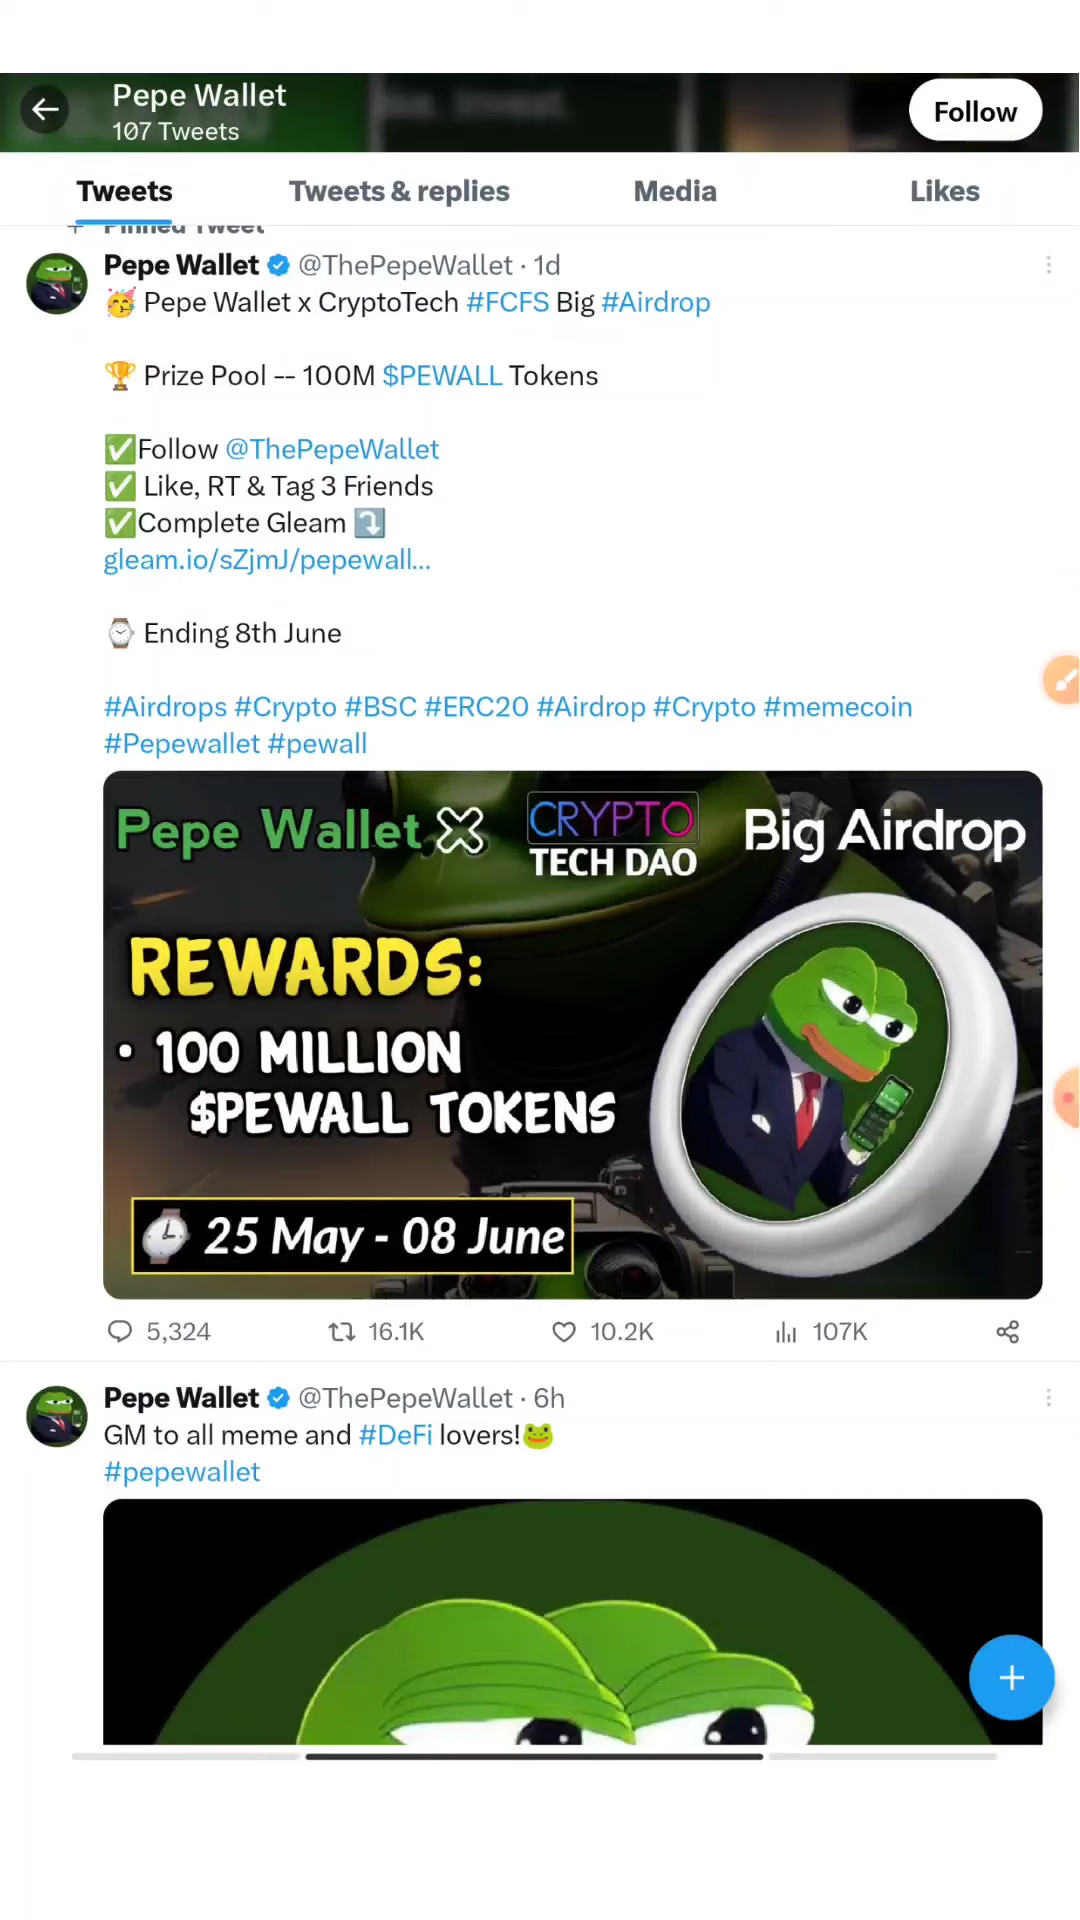 Pepe Wallet
107 Tweets
Follow
Tweets
Tweets & replies
Media
Likes
Pinned Tweet
Pepe Wallet @ThePepeWallet · 1d
🥳 Pepe Wallet x CryptoTech #FCFS Big #Airdrop
🏆 Prize Pool -- 100M $PEWALL Tokens
✅Follow @ThePepeWallet
✅ Like, RT & Tag 3 Friends
✅Complete Gleam ⤵️
gleam.io/sZjmJ/pepewall...
⌚ Ending 8th June
#Airdrops #Crypto #BSC #ERC20 #Airdrop #Crypto #memecoin
#Pepewallet #pewall
Pepe Wallet X CRYPTO TECH DAO Big Airdrop
REWARDS:
• 100 MILLION
$PEWALL TOKENS
25 May - 08 June
5,324 16.1K 10.2K 107K
Pepe Wallet @ThePepeWallet · 6h
GM to all meme and #DeFi lovers!🐸
#pepewallet